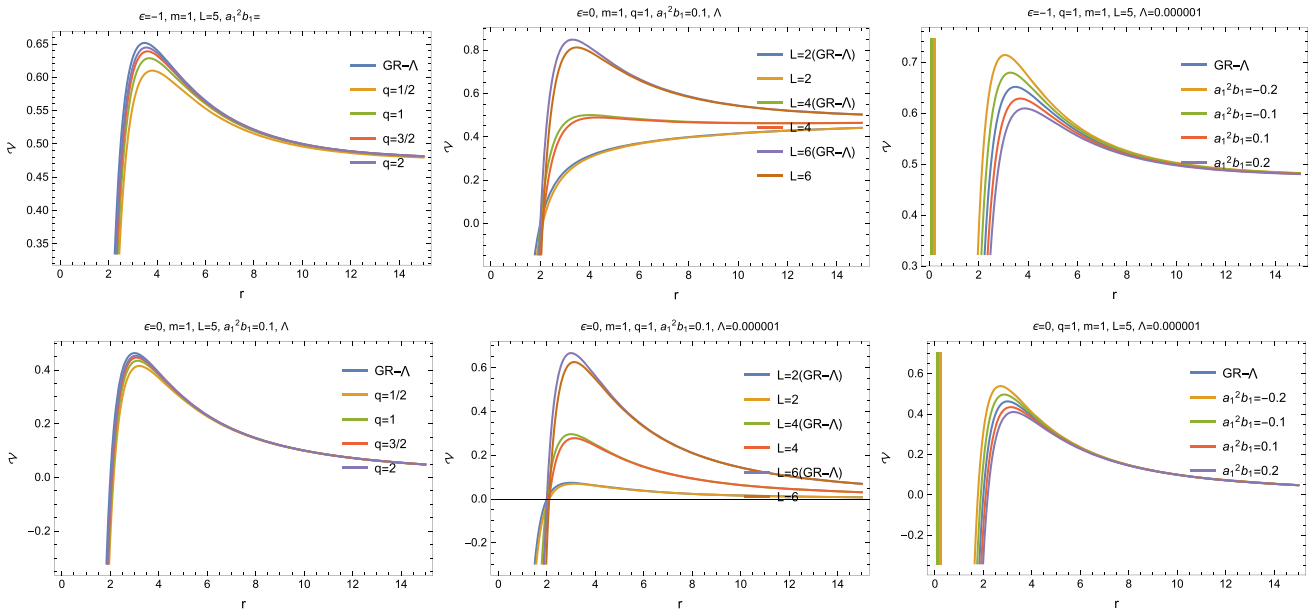 ϵ=-1, m=1, L=5, a₁²b₁=
0.65
0.60
0.55
0.50
0.45
0.40
0.35
𝒱
0
2
4
6
8
10
12
14
r
GR-Λ
q=1/2
q=1
q=3/2
q=2
ϵ=0, m=1, q=1, a₁²b₁=0.1, Λ
0.8
0.6
0.4
0.2
0.0
𝒱
0
2
4
6
8
10
12
14
r
L=2(GR-Λ)
L=2
L=4(GR-Λ)
L=4
L=6(GR-Λ)
L=6
ϵ=-1, q=1, m=1, L=5, Λ=0.000001
0.7
0.6
0.5
0.4
0.3
𝒱
0
2
4
6
8
10
12
14
r
GR-Λ
a₁²b₁=-0.2
a₁²b₁=-0.1
a₁²b₁=0.1
a₁²b₁=0.2
ϵ=0, m=1, L=5, a₁²b₁=0.1, Λ
0.4
0.2
0.0
-0.2
𝒱
0
2
4
6
8
10
12
14
r
GR-Λ
q=1/2
q=1
q=3/2
q=2
ϵ=0, m=1, q=1, a₁²b₁=0.1, Λ=0.000001
0.8
0.6
0.4
0.2
0.0
-0.2
𝒱
0
2
4
6
8
10
12
14
r
L=2(GR-Λ)
L=2
L=4(GR-Λ)
L=4
L=6(GR-Λ)
L=6
ϵ=0, q=1, m=1, L=5, Λ=0.000001
0.6
0.4
0.2
0.0
-0.2
𝒱
0
2
4
6
8
10
12
14
r
GR-Λ
a₁²b₁=-0.2
a₁²b₁=-0.1
a₁²b₁=0.1
a₁²b₁=0.2